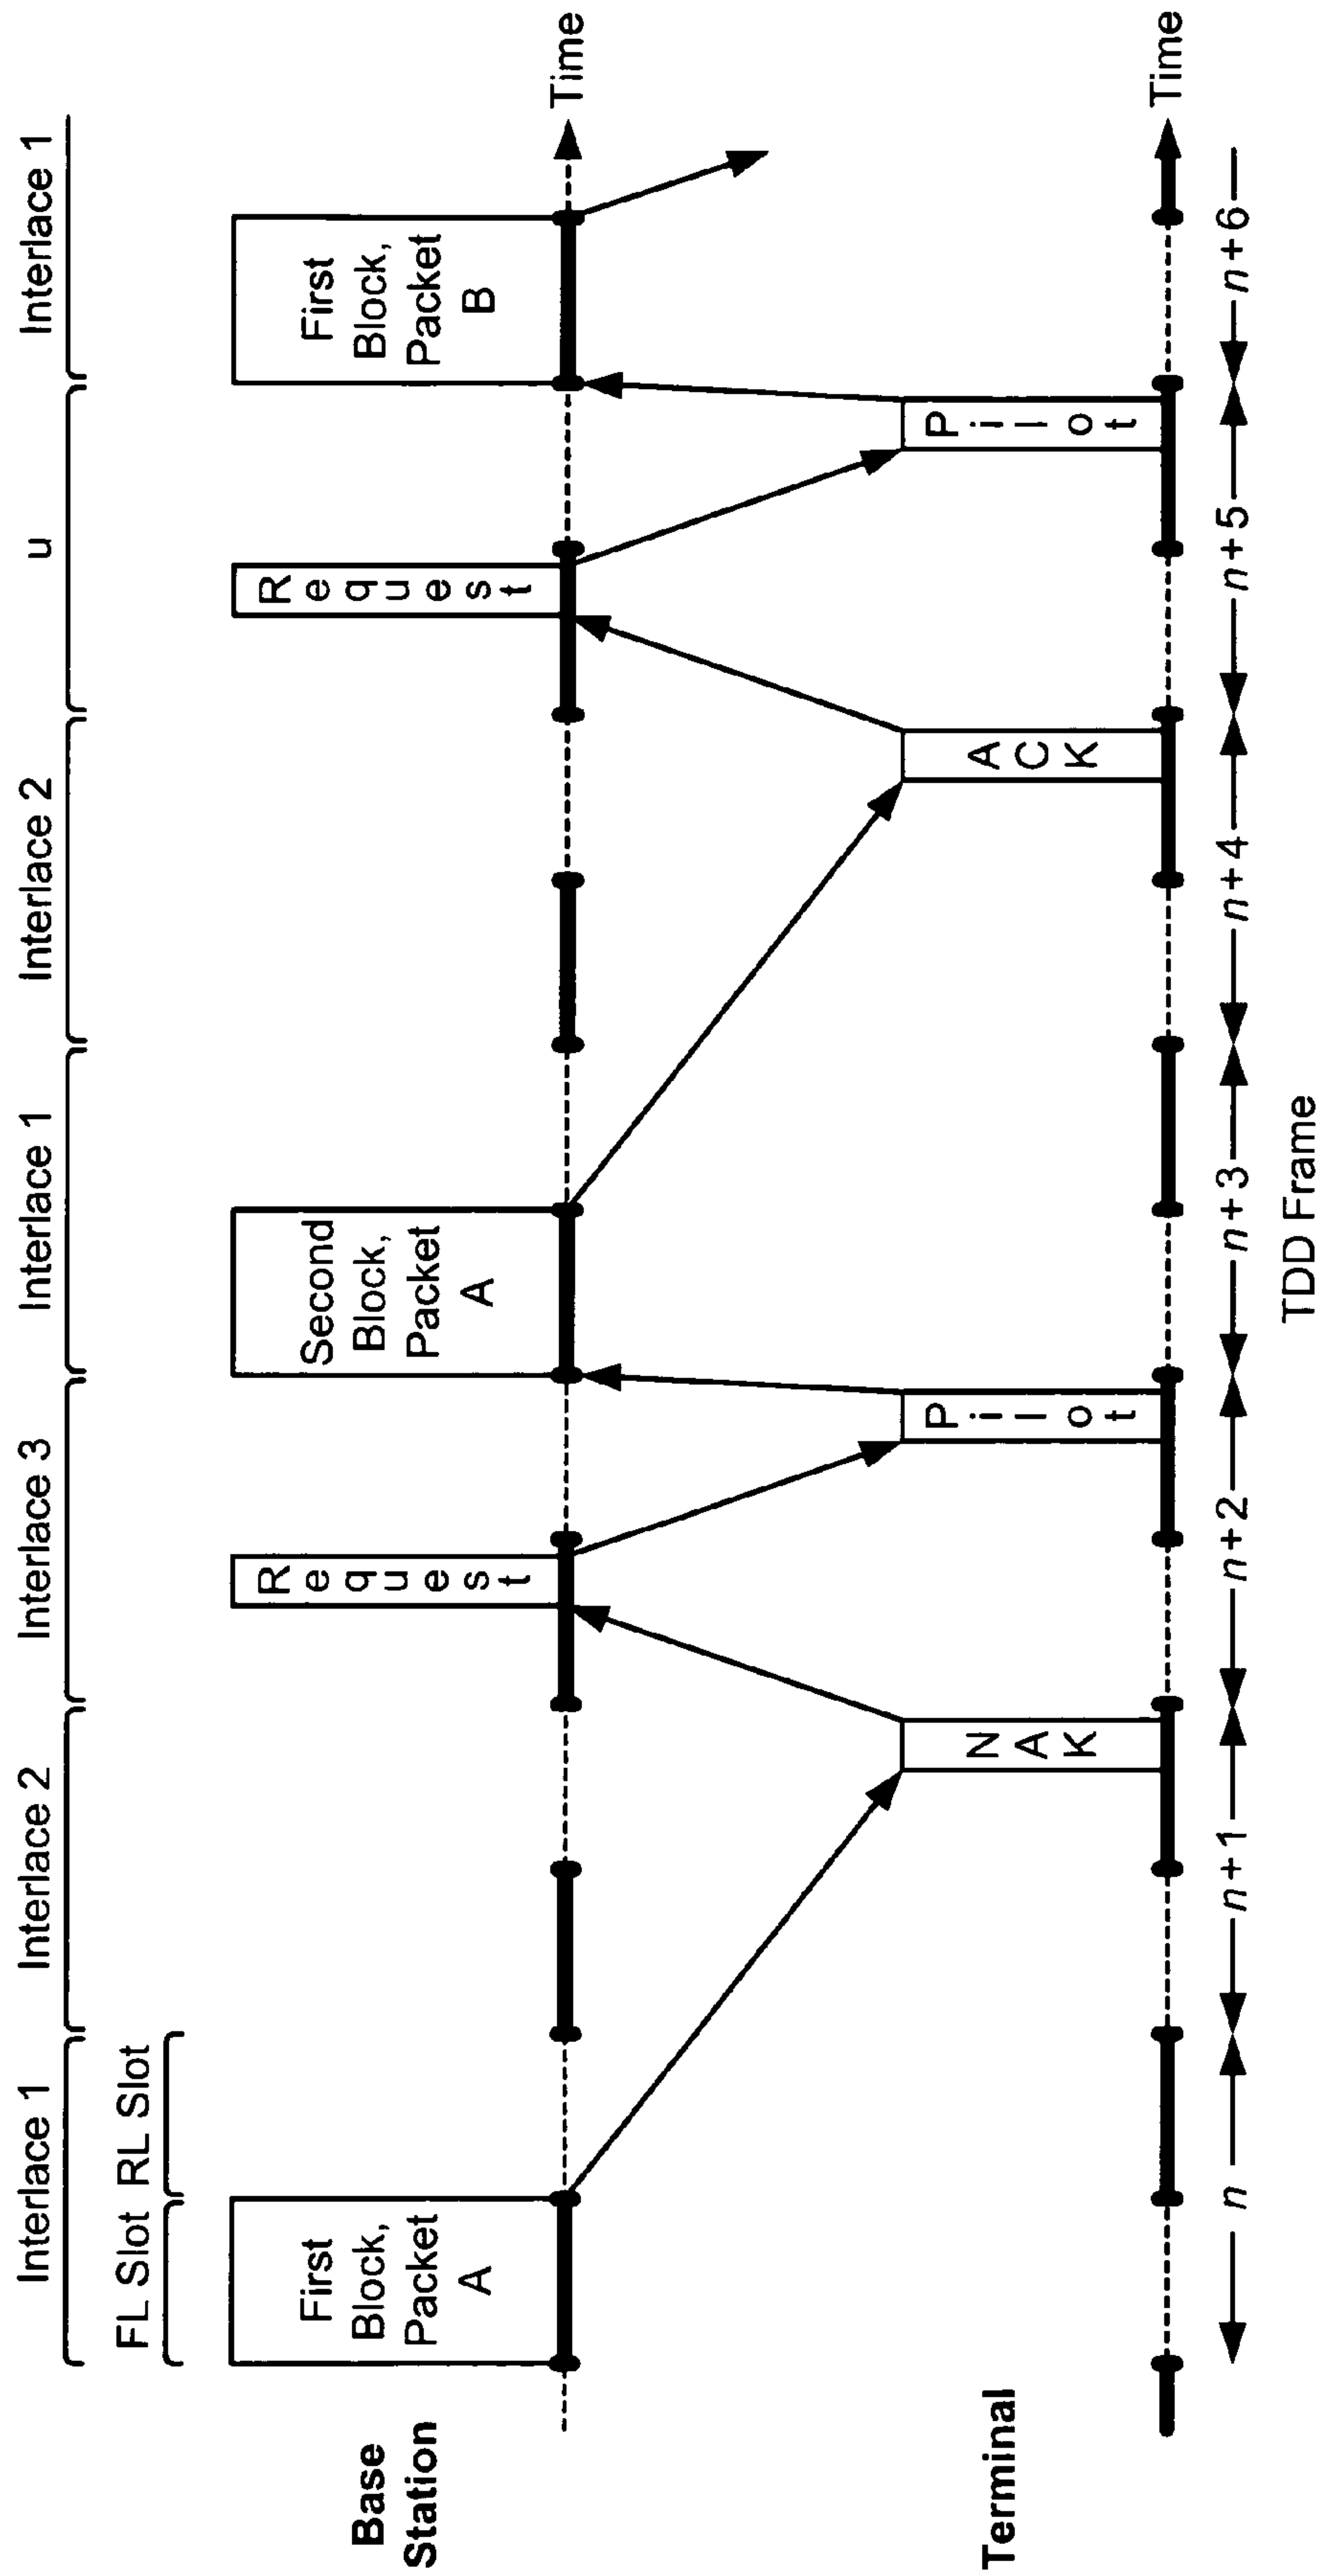 Interlace 1
Interlace 2
Interlace 3
Interlace 1
Interlace 2
u
Interlace 1
FL Slot
RL Slot
Base
Station
First
Block,
Packet
A
Request
Second
Block,
Packet
A
Request
First
Block,
Packet
B
Time
Terminal
NAK
Pilot
ACK
Pilot
Time
n
n+1
n+2
n+3
n+4
n+5
n+6
TDD Frame